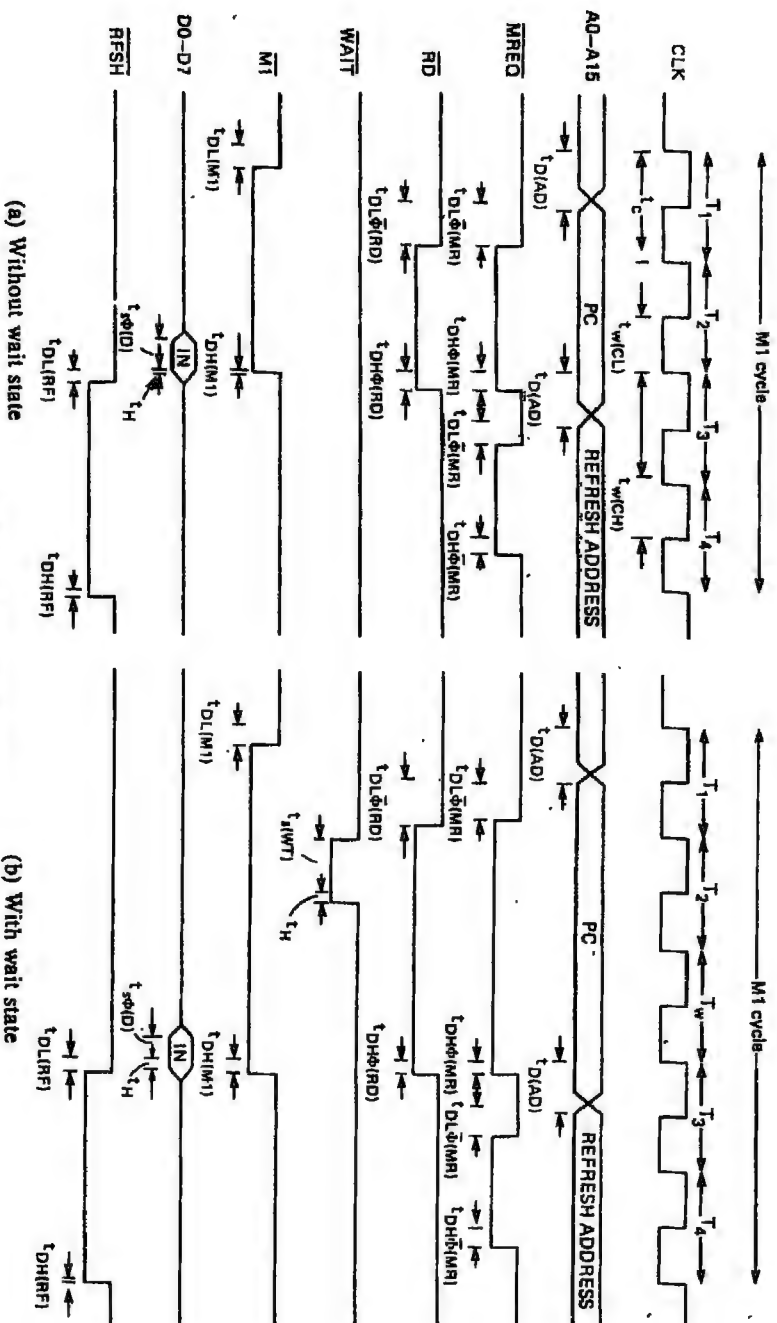 M1 cycle
T1 T2 T3 T4
CLK
tc
tw(CL)
tw(CH)
A0–A15
tD(AD)
PC
tD(AD)
REFRESH ADDRESS
MREQ
tDLΦ̅(MR)
tDHΦ(MR)
tDLΦ̅(MR)
tDHΦ̅(MR)
RD
tDLΦ̅(RD)
tDHΦ(RD)
WAIT
M1
tDL(M1)
tDH(M1)
D0–D7
IN
tsΦ(D)
tH
RFSH
tDL(RF)
tDH(RF)
(a) Without wait state
M1 cycle
T1 T2 Tw T3 T4
tD(AD)
PC
tD(AD)
REFRESH ADDRESS
tDLΦ̅(MR)
tDHΦ(MR)
tDLΦ̅(MR)
tDHΦ̅(MR)
tDLΦ̅(RD)
tDHΦ(RD)
ts(WT)
tH
tDL(M1)
tDH(M1)
IN
tsΦ(D)
tH
tDL(RF)
tDH(RF)
(b) With wait state